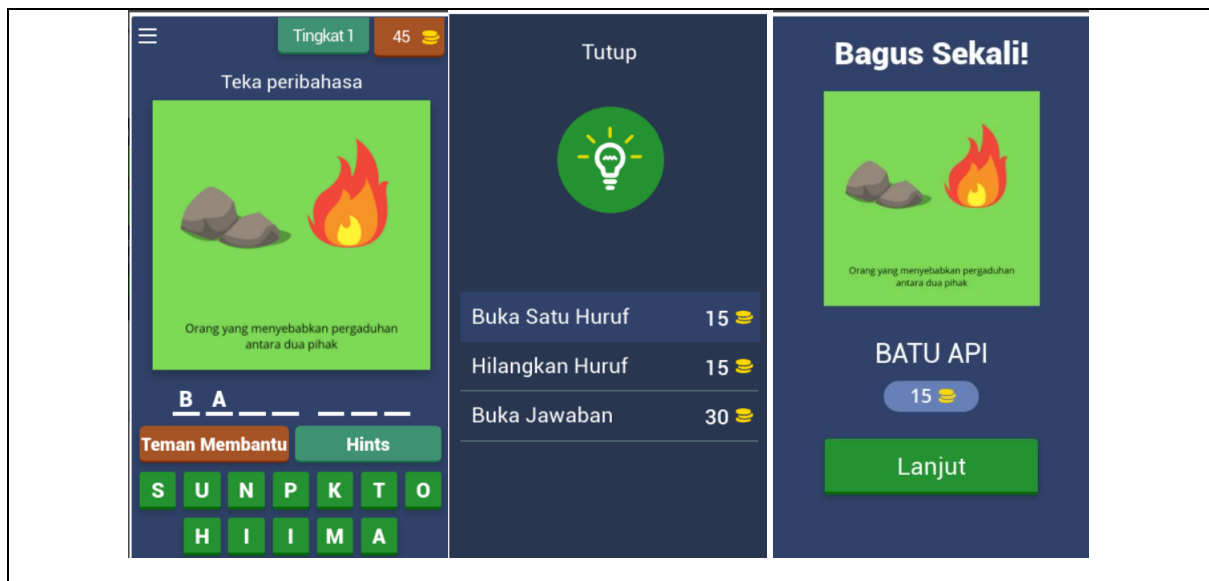 Tingkat 1
45
Teka peribahasa
Orang yang menyebabkan pergaduhan
antara dua pihak
B A
Teman Membantu
Hints
S U N P K T O
H I I M A
Tutup
Buka Satu Huruf 15
Hilangkan Huruf 15
Buka Jawaban 30
Bagus Sekali!
Orang yang menyebabkan pergaduhan
antara dua pihak
BATU API
15
Lanjut